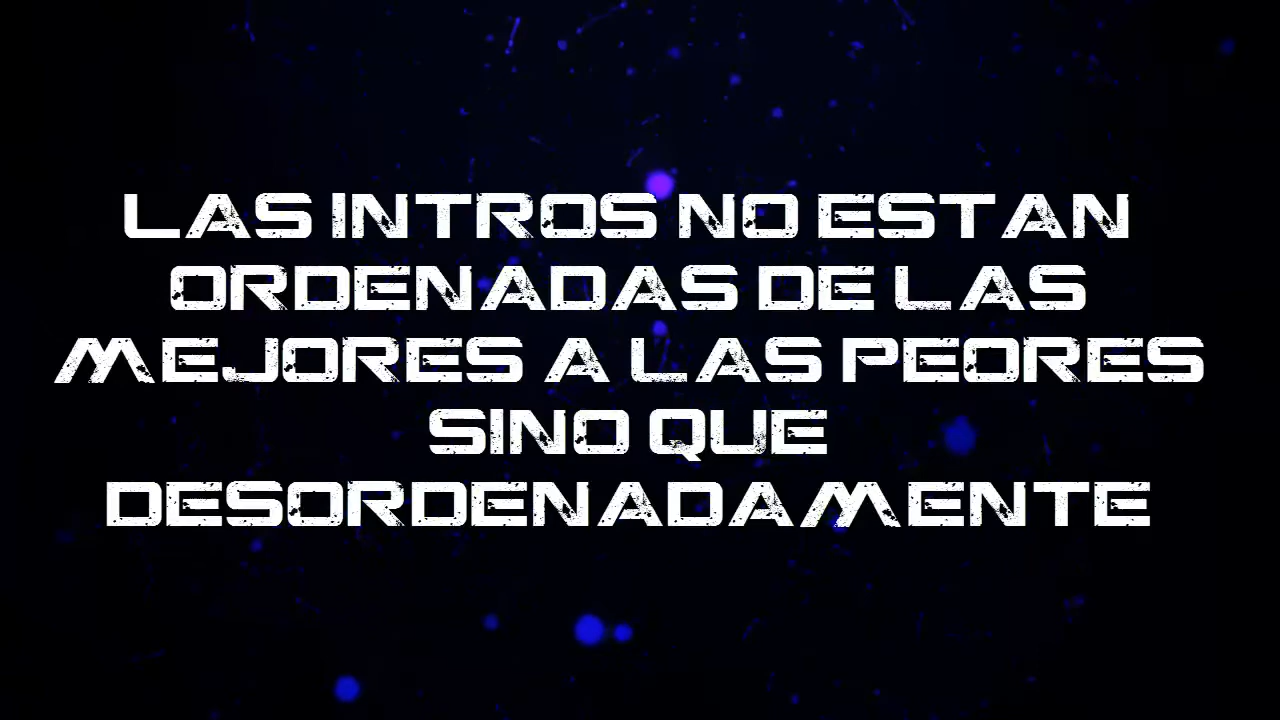 LAS INTROS NO ESTAN
ORDENADAS DE LAS
MEJORES A LAS PEORES
SINO QUE
DESORDENADAMENTE